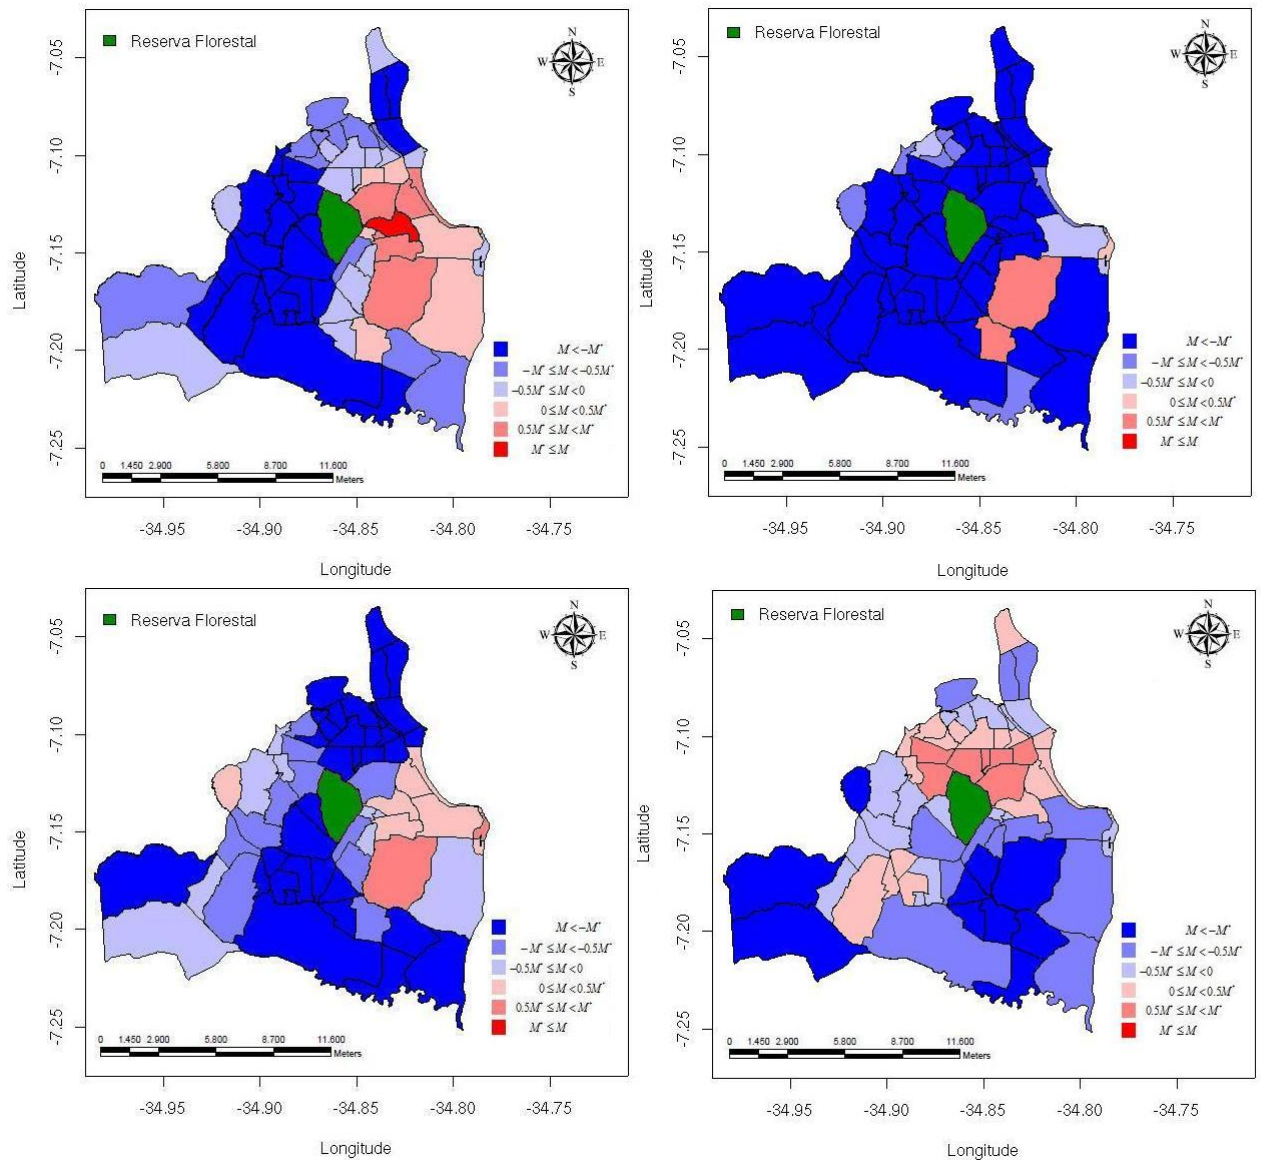 Reserva Florestal
N
W
E
S
-7.05
-7.10
-7.15
-7.20
-7.25
Latitude
M<-M*
-M*≤M<-0.5M*
-0.5M*≤M<0
0≤M<0.5M*
0.5M*≤M<M*
M*≤M
0 1.450 2.900 5.800 8.700 11.600
Meters
-34.95 -34.90 -34.85 -34.80 -34.75
Longitude
Reserva Florestal
N
W
E
S
-7.05
-7.10
-7.15
-7.20
-7.25
Latitude
M<-M*
-M*≤M<-0.5M*
-0.5M*≤M<0
0≤M<0.5M*
0.5M*≤M<M*
M*≤M
0 1.450 2.900 5.800 8.700 11.600
Meters
-34.95 -34.90 -34.85 -34.80 -34.75
Longitude
Reserva Florestal
N
W
E
S
-7.05
-7.10
-7.15
-7.20
-7.25
Latitude
M<-M*
-M*≤M<-0.5M*
-0.5M*≤M<0
0≤M<0.5M*
0.5M*≤M<M*
M*≤M
0 1.450 2.900 5.800 8.700 11.600
Meters
-34.95 -34.90 -34.85 -34.80 -34.75
Longitude
Reserva Florestal
N
W
E
S
-7.05
-7.10
-7.15
-7.20
-7.25
Latitude
M<-M*
-M*≤M<-0.5M*
-0.5M*≤M<0
0≤M<0.5M*
0.5M*≤M<M*
M*≤M
0 1.450 2.900 5.800 8.700 11.600
Meters
-34.95 -34.90 -34.85 -34.80 -34.75
Longitude